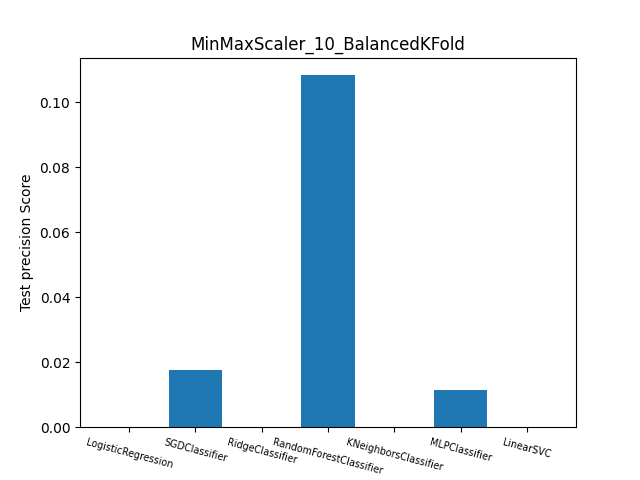 MinMaxScaler_10_BalancedKFold
Test precision Score
0.10
0.08
0.06
0.04
0.02
0.00
LogisticRegression
SGDClassifier
RidgeClassifier
RandomForestClassifier
KNeighborsClassifier
MLPClassifier
LinearSVC